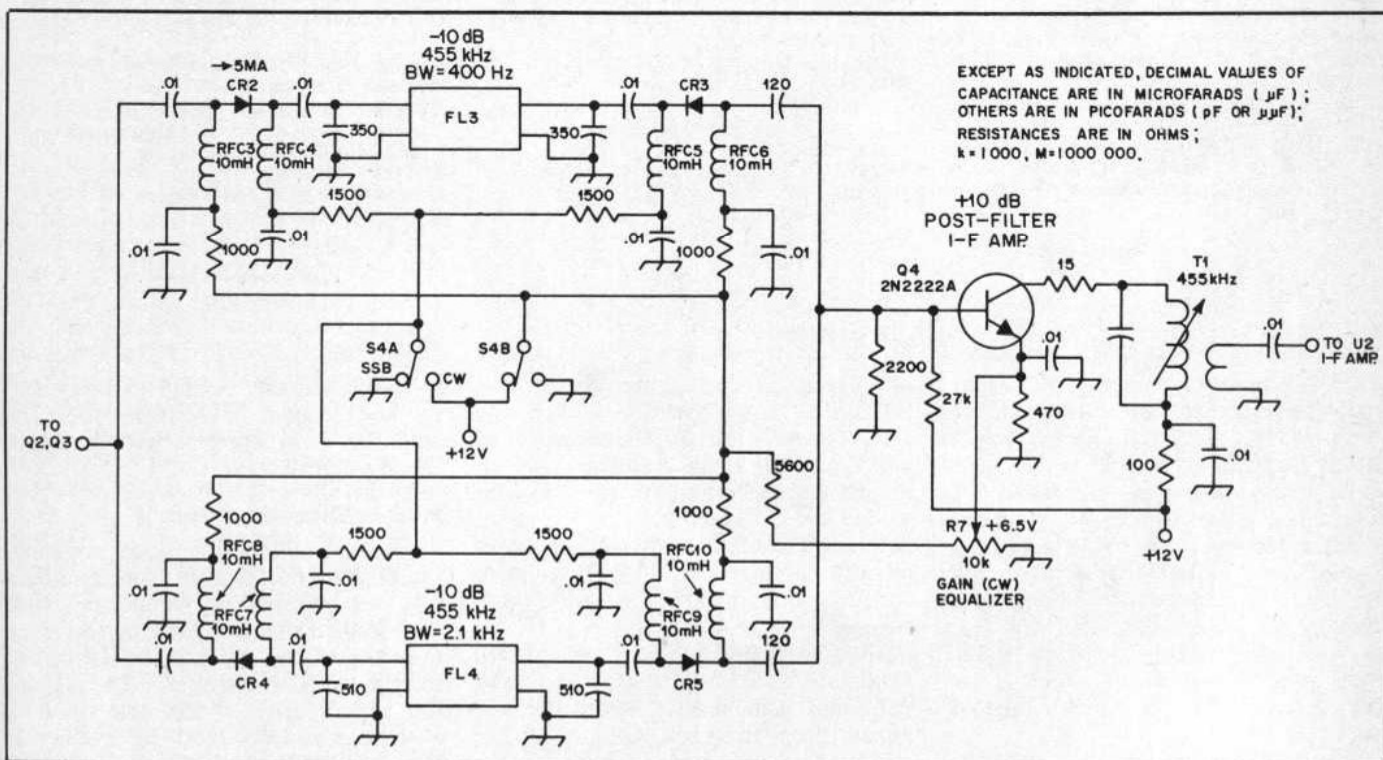 -10 dB
455 kHz
BW=400 Hz
→5MA
.01
CR2
.01
FL3
.01
CR3
120
350
350
RFC3
10mH
RFC4
10mH
RFC5
10mH
RFC6
10mH
1500
1500
.01
1000
.01
.01
1000
.01
EXCEPT AS INDICATED, DECIMAL VALUES OF
CAPACITANCE ARE IN MICROFARADS (µF);
OTHERS ARE IN PICOFARADS (pF OR µµF);
RESISTANCES ARE IN OHMS;
k=1000, M=1000 000.
+10 dB
POST-FILTER
I-F AMP.
Q4
2N2222A
15
T1
455kHz
.01
TO U2
I-F AMP.
.01
2200
27k
470
100
.01
+12V
S4A
S4B
SSB
CW
+12V
TO
Q2,Q3
5600
R7
+6.5V
10k
GAIN (CW)
EQUALIZER
1000
1500
1500
1000
RFC8
10mH
RFC10
10mH
.01
.01
.01
.01
RFC7
10mH
RFC9
10mH
-10 dB
455 kHz
BW=2.1 kHz
.01
CR4
.01
510
FL4
510
.01
CR5
120